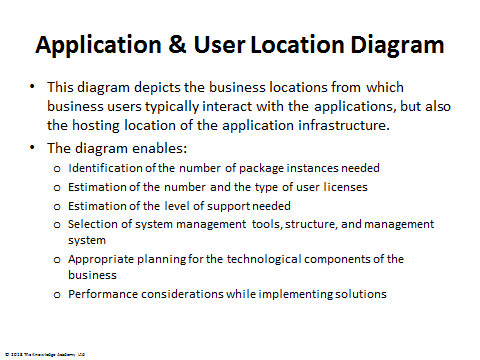 Application & User Location Diagram
• This diagram depicts the business locations from which
business users typically interact with the applications, but also
the hosting location of the application infrastructure.
• The diagram enables:
o Identification of the number of package instances needed
o Estimation of the number and the type of user licenses
o Estimation of the level of support needed
o Selection of system management tools, structure, and management
system
o Appropriate planning for the technological components of the
business
o Performance considerations while implementing solutions
The Knowledge Academy Ltd